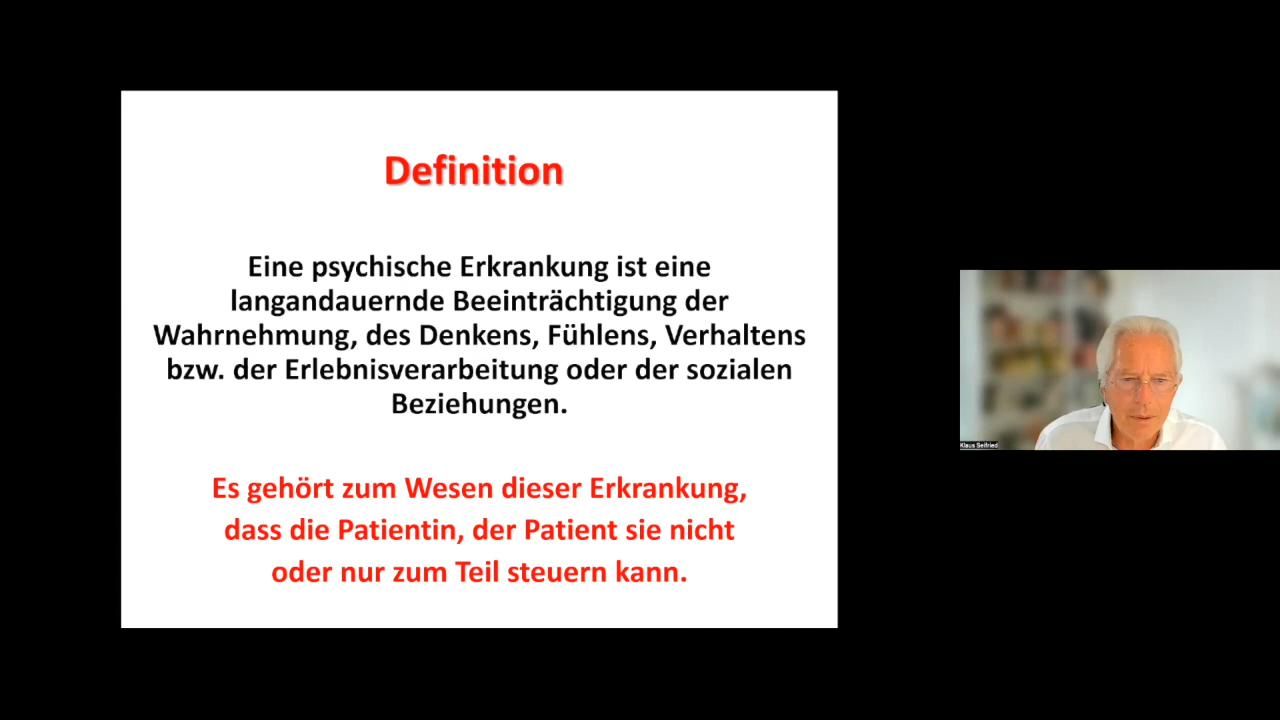 Definition
Eine psychische Erkrankung ist eine
langandauernde Beeinträchtigung der
Wahrnehmung, des Denkens, Fühlens, Verhaltens
bzw. der Erlebnisverarbeitung oder der sozialen
Beziehungen.
Es gehört zum Wesen dieser Erkrankung,
dass die Patientin, der Patient sie nicht
oder nur zum Teil steuern kann.
Klaus Seifried